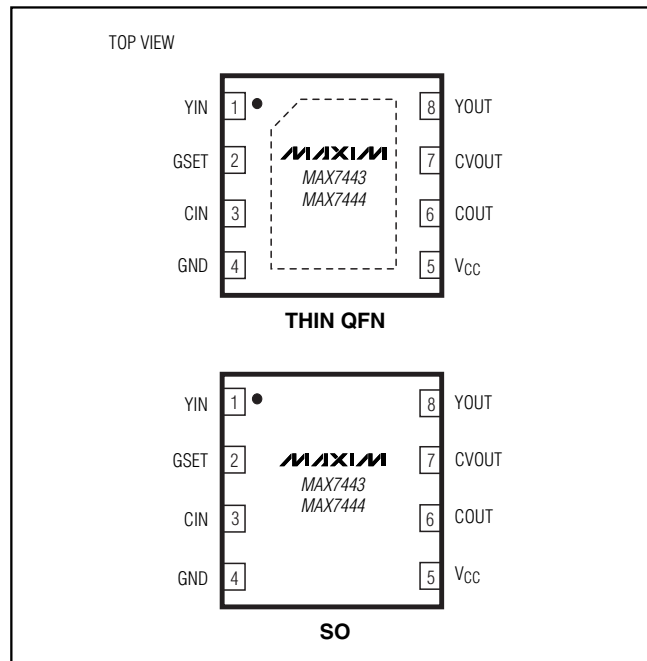 TOP VIEW
YIN 1 8 YOUT
GSET 2 MAXIM 7 CVOUT
MAX7443
MAX7444
CIN 3 6 COUT
GND 4 5 VCC
THIN QFN
YIN 1 8 YOUT
GSET 2 MAXIM 7 CVOUT
MAX7443
MAX7444
CIN 3 6 COUT
GND 4 5 VCC
SO